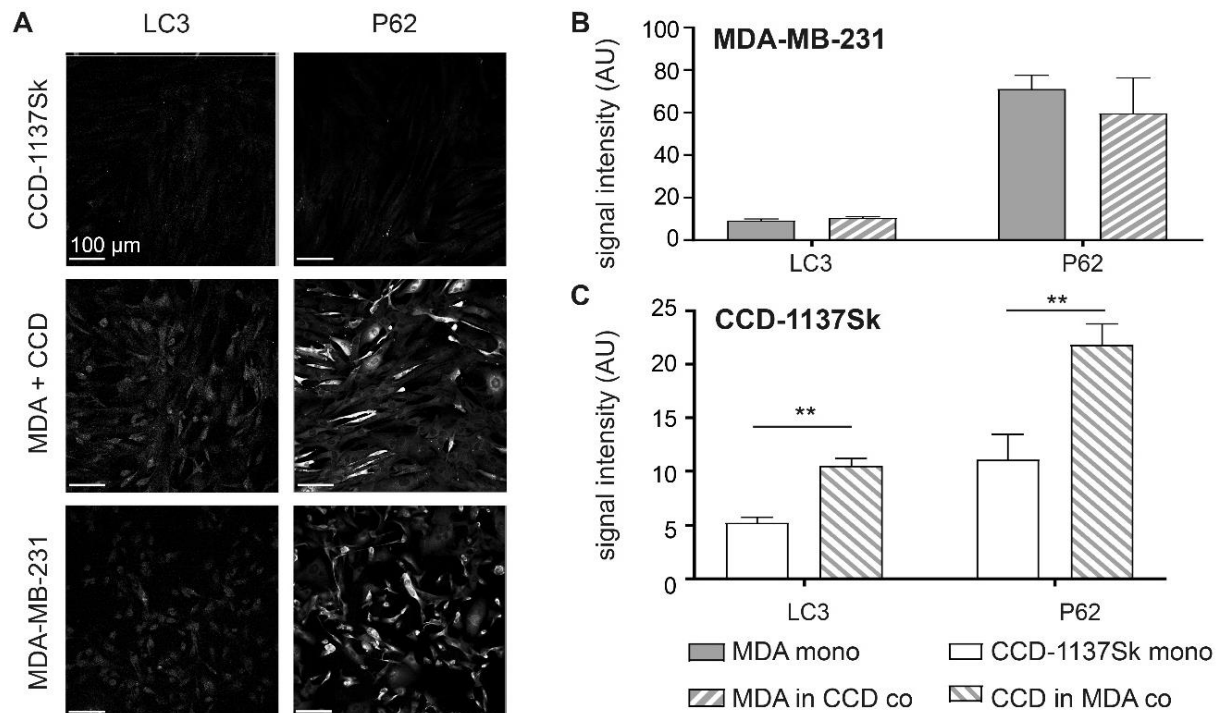 A
LC3
P62
CCD-1137Sk
100 µm
MDA + CCD
MDA-MB-231
B
MDA-MB-231
signal intensity (AU)
100
80
60
40
20
0
LC3
P62
C
CCD-1137Sk
signal intensity (AU)
25
20
15
10
5
0
**
**
LC3
P62
MDA mono
CCD-1137Sk mono
MDA in CCD co
CCD in MDA co